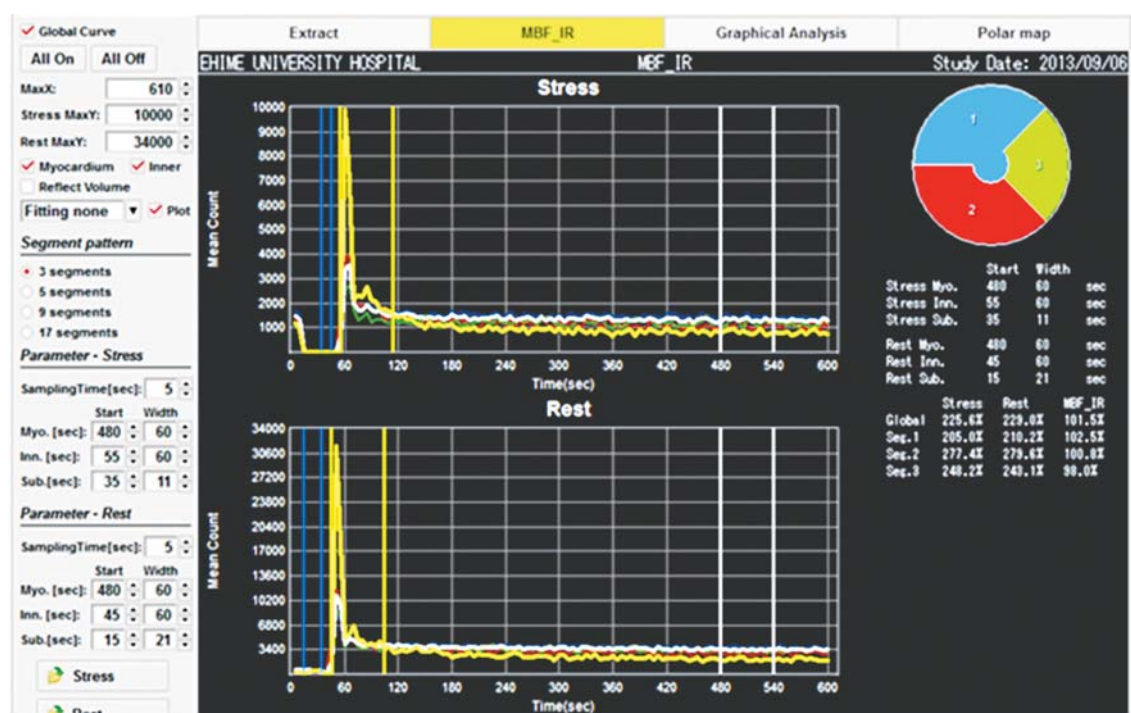 Global Curve
All On All Off
MaxX: 610
Stress MaxY: 10000
Rest MaxY: 34000
Myocardium Inner
Reflect Volume
Fitting none Plot
Segment pattern
3 segments
5 segments
9 segments
17 segments
Parameter - Stress
SamplingTime[sec]: 5
Start Width
Myo. [sec]: 480 60
Inn. [sec]: 55 60
Sub.[sec]: 35 11
Parameter - Rest
SamplingTime[sec]: 5
Start Width
Myo. [sec]: 480 60
Inn. [sec]: 45 60
Sub.[sec]: 15 21
Stress
Extract MBF_IR Graphical Analysis Polar map
EHIME UNIVERSITY HOSPITAL MBF_IR Study Date: 2013/09/06
Stress
10000
9000
8000
7000
6000
5000
4000
3000
2000
1000
Mean Count
0 60 120 180 240 300 360 420 480 540 600
Time(sec)
Rest
34000
30600
27200
23800
20400
17000
13600
10200
6800
3400
Mean Count
0 60 120 180 240 300 360 420 480 540 600
Time(sec)
1
3
2
Start Width
Stress Myo. 480 60 sec
Stress Inn. 55 60 sec
Stress Sub. 35 11 sec
Rest Myo. 480 60 sec
Rest Inn. 45 60 sec
Rest Sub. 15 21 sec
Stress Rest MBF_IR
Global 225.6% 229.0% 101.5%
Seg.1 205.0% 210.2% 102.5%
Seg.2 277.4% 279.6% 100.8%
Seg.3 248.2% 243.1% 98.0%